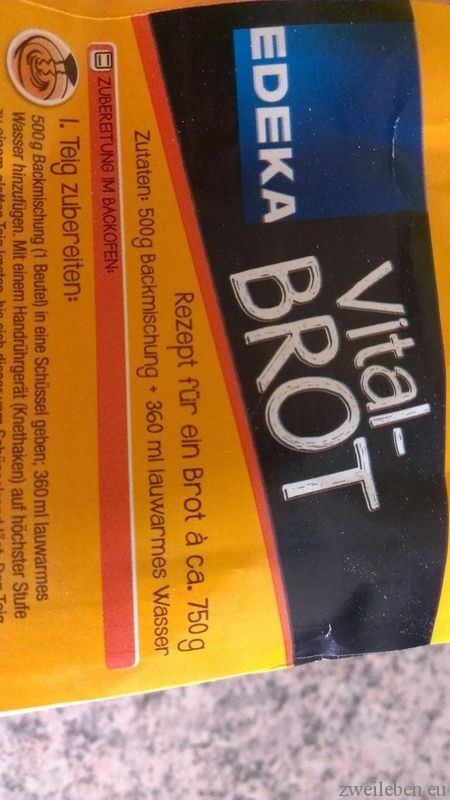 EDEKA
Vital-
BROT
Rezept für ein Brot à ca. 750g
Zutaten: 500g Backmischung + 360 ml lauwarmes Wasser
ZUBEREITUNG IM BACKOFEN:
1. Teig zubereiten:
500g Backmischung (1 Beutel) in eine Schüssel geben; 360 ml lauwarmes
Wasser hinzufügen. Mit einem Handrührgerät (Knethaken) auf höchster Stufe
zweileben.eu